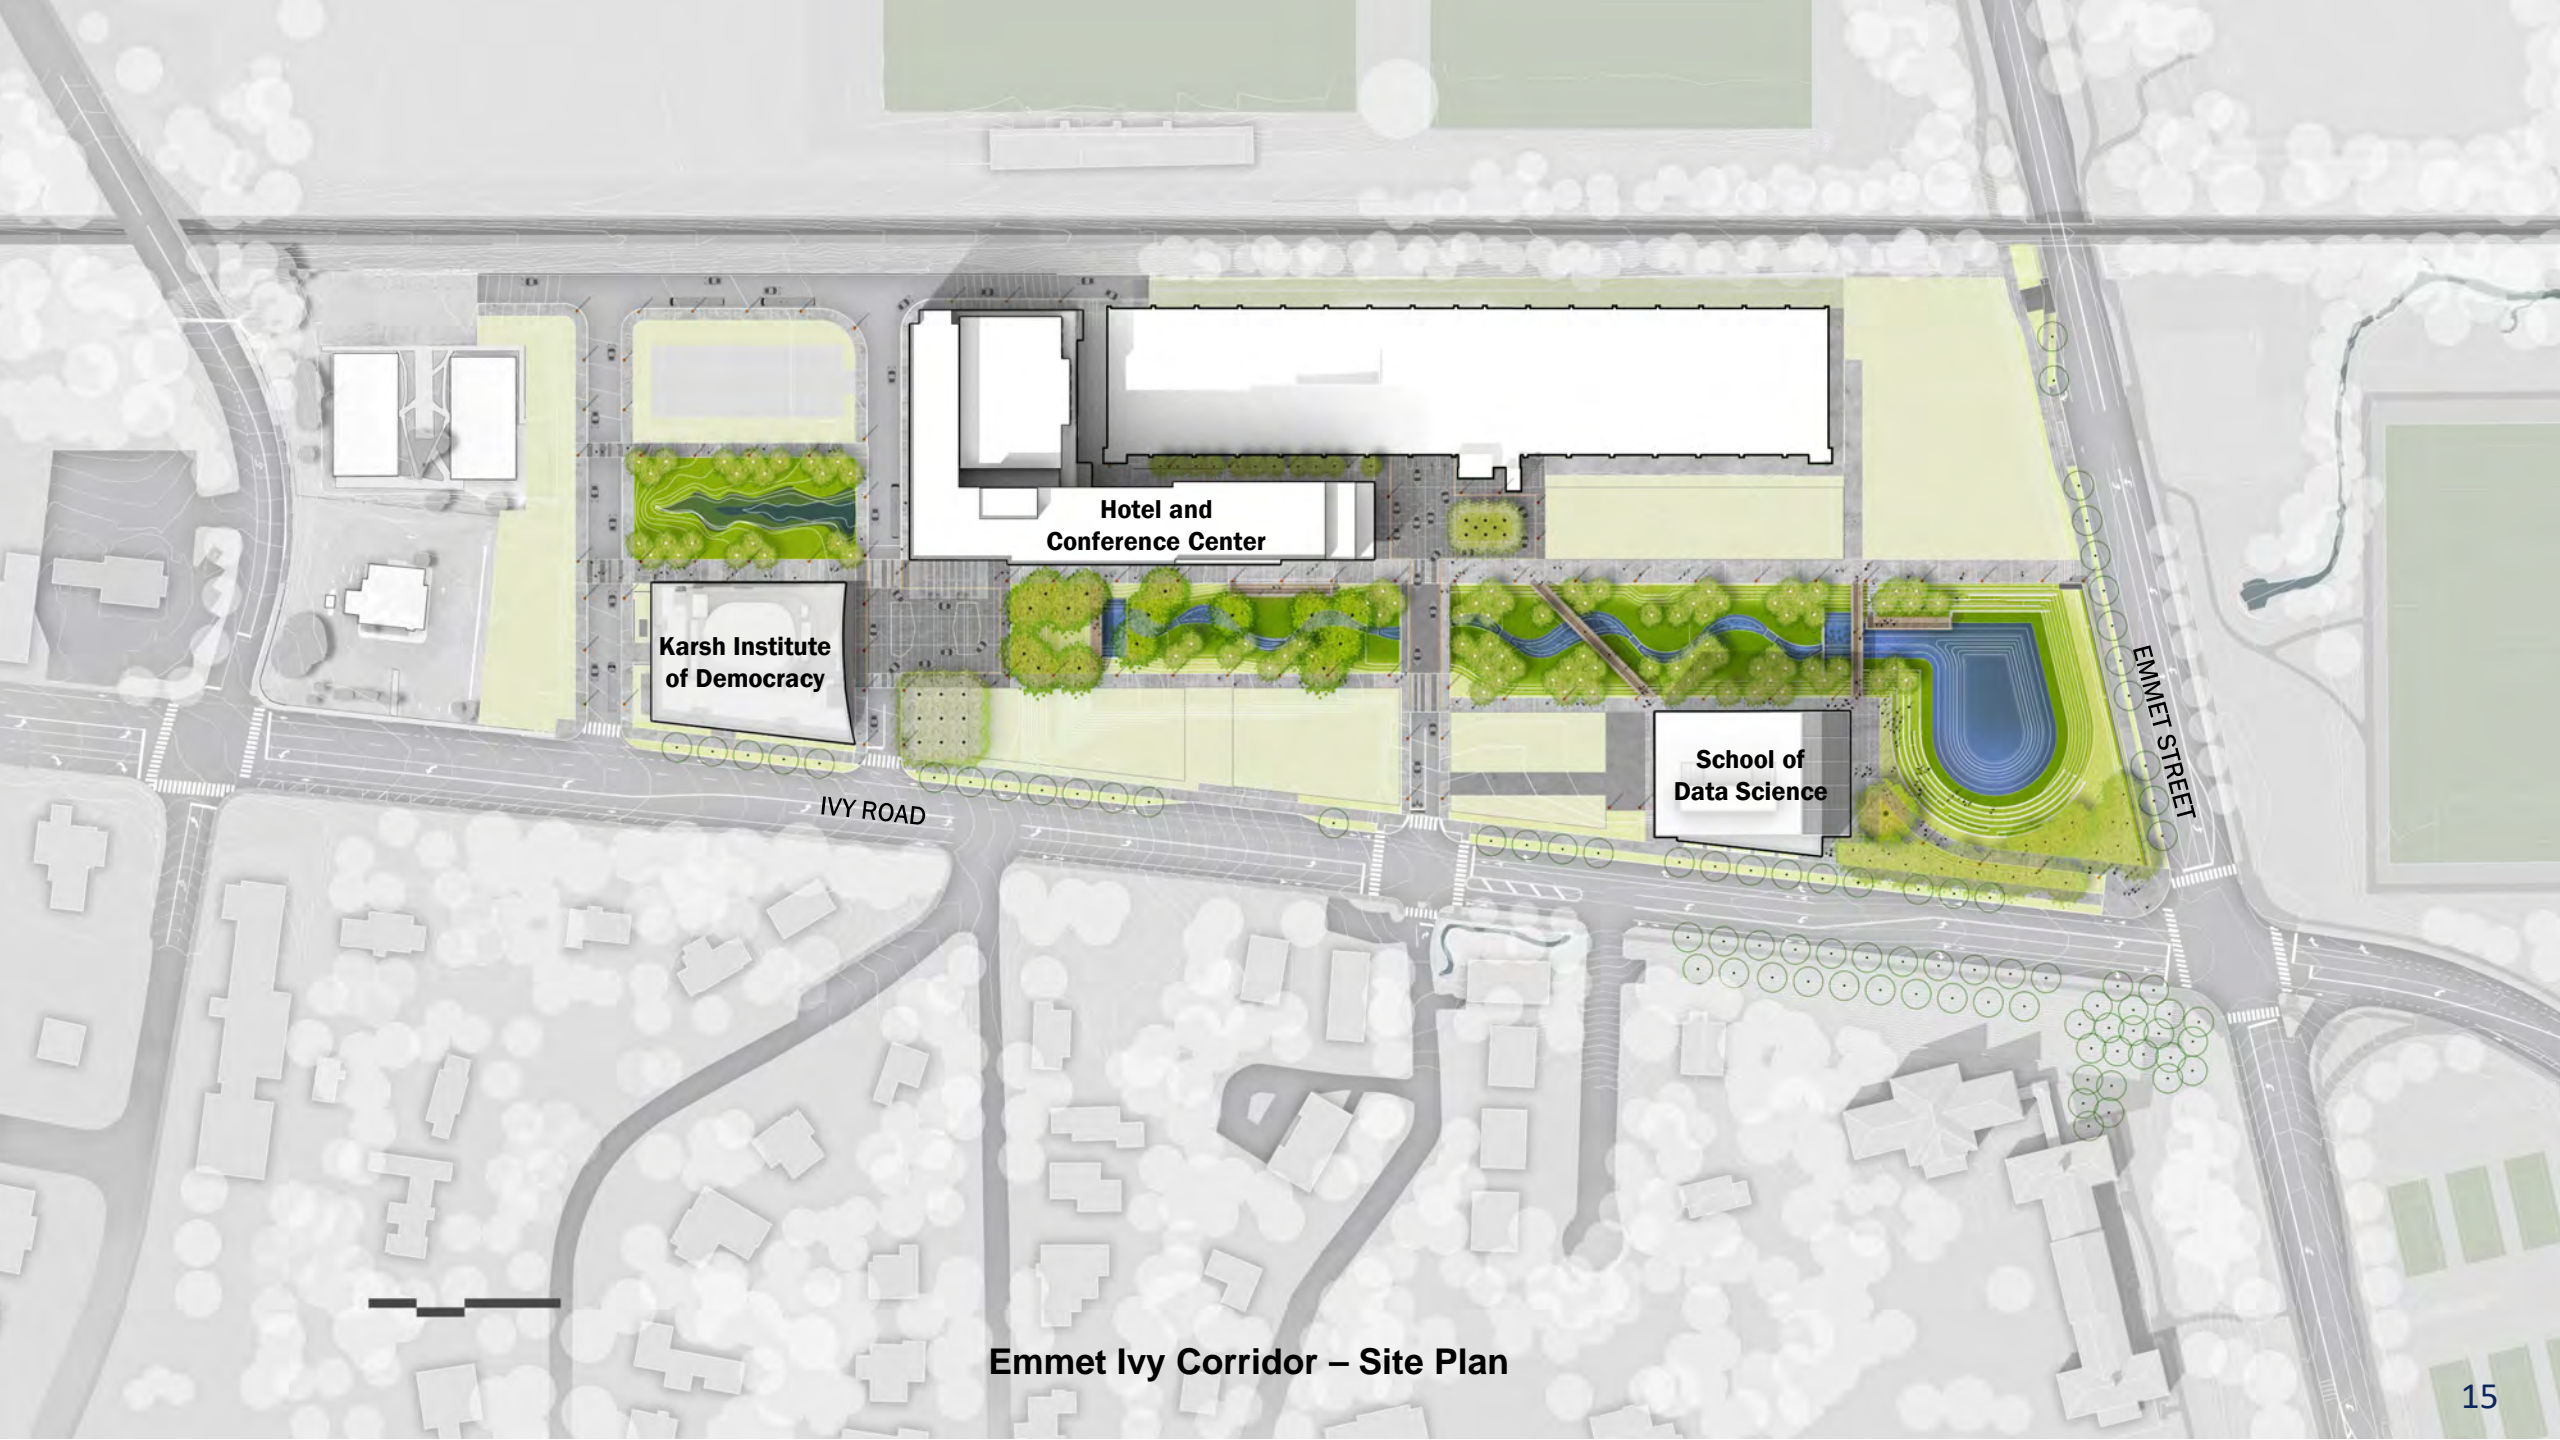 Hotel and
Conference Center
Karsh Institute
of Democracy
School of
Data Science
EMMET STREET
IVY ROAD
Emmet Ivy Corridor – Site Plan
15